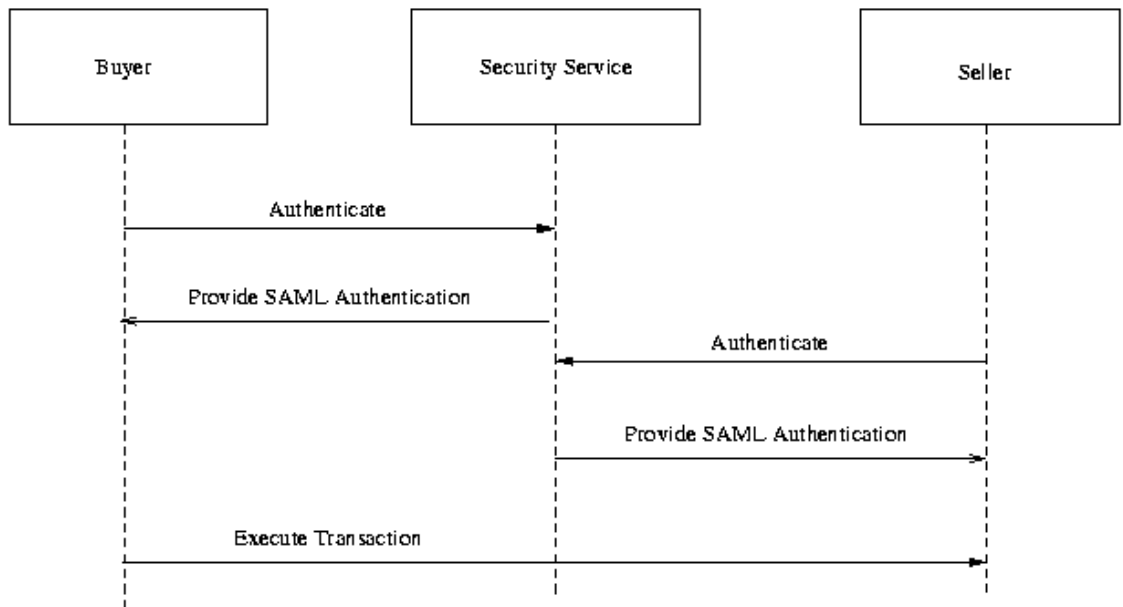 Buyer
Security Service
Seller
Authenticate
Provide SAML Authentication
Authenticate
Provide SAML Authentication
Execute Transaction